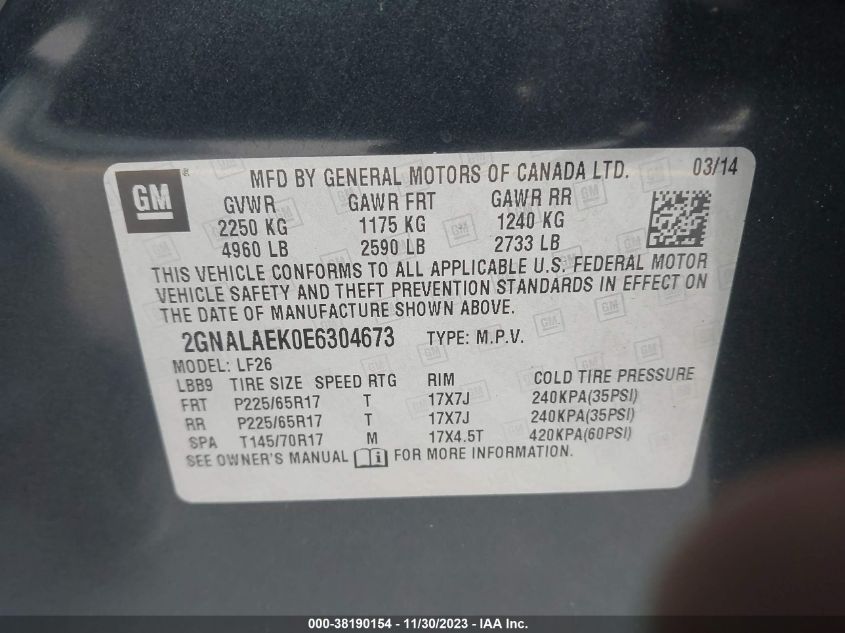 GM ® MFD BY GENERAL MOTORS OF CANADA LTD. 03/14
GVWR GAWR FRT GAWR RR
2250 KG 1175 KG 1240 KG
4960 LB 2590 LB 2733 LB
THIS VEHICLE CONFORMS TO ALL APPLICABLE U.S. FEDERAL MOTOR
VEHICLE SAFETY AND THEFT PREVENTION STANDARDS IN EFFECT ON
THE DATE OF MANUFACTURE SHOWN ABOVE.
2GNALAEK0E6304673 TYPE: M.P.V.
MODEL: LF26
LBB9 TIRE SIZE SPEED RTG RIM COLD TIRE PRESSURE
FRT P225/65R17 T 17X7J 240KPA(35PSI)
RR P225/65R17 T 17X7J 240KPA(35PSI)
SPA T145/70R17 M 17X4.5T 420KPA(60PSI)
SEE OWNER'S MANUAL i FOR MORE INFORMATION.
000-38190154 - 11/30/2023 - IAA Inc.